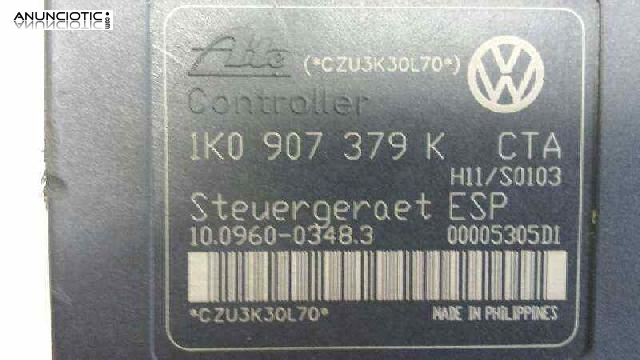 ANUNCIOTIC.com
Ate (*CZU3K30L70*)
Controller
1K0 907 379 K CTA
H11/S0103
Steuergeraet ESP
10.0960-0348.3 00005305D1
*CZU3K30L70* MADE IN PHILIPPINES